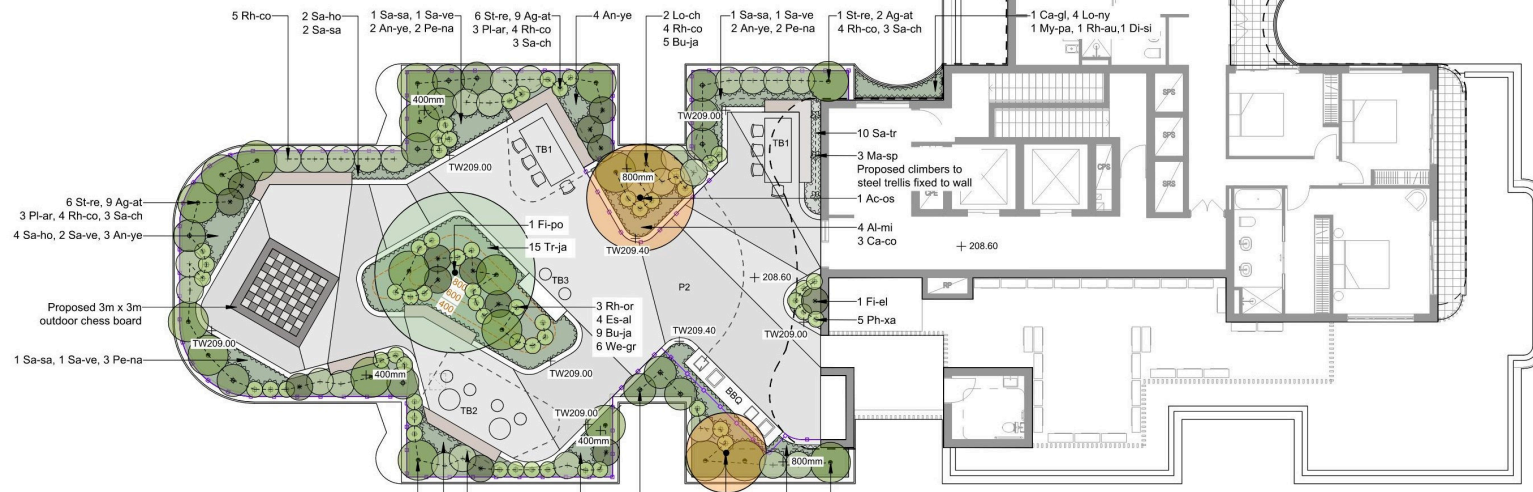 5 Rh-co
2 Sa-ho
2 Sa-sa
1 Sa-sa, 1 Sa-ve
2 An-ye, 2 Pe-na
6 St-re, 9 Ag-at
3 Pl-ar, 4 Rh-co
3 Sa-ch
4 An-ye
2 Lo-ch
4 Rh-co
5 Bu-ja
1 Sa-sa, 1 Sa-ve
2 An-ye, 2 Pe-na
1 St-re, 2 Ag-at
4 Rh-co, 3 Sa-ch
1 Ca-gl, 4 Lo-ny
1 My-pa, 1 Rh-au,1 Di-si
400mm
TW209.00
TW209.00
TB1
TB1
800mm
TW209.40
10 Sa-tr
3 Ma-sp
Proposed climbers to
steel trellis fixed to wall
1 Ac-os
4 Al-mi
3 Ca-co
SPS
SPS
SRS
CPS
CPE
208.60
6 St-re, 9 Ag-at
3 Pl-ar, 4 Rh-co, 3 Sa-ch
4 Sa-ho, 2 Sa-ve, 3 An-ye
1 Fi-po
15 Tr-ja
TB3
800
600
400
P2
208.60
RP
Proposed 3m x 3m
outdoor chess board
3 Rh-or
4 Es-al
9 Bu-ja
6 We-gr
1 Fi-el
5 Ph-xa
TW209.00
TW209.00
TW209.40
1 Sa-sa, 1 Sa-ve, 3 Pe-na
400mm
TW209.00
BBQ
TB2
TW209.00
400mm
800mm